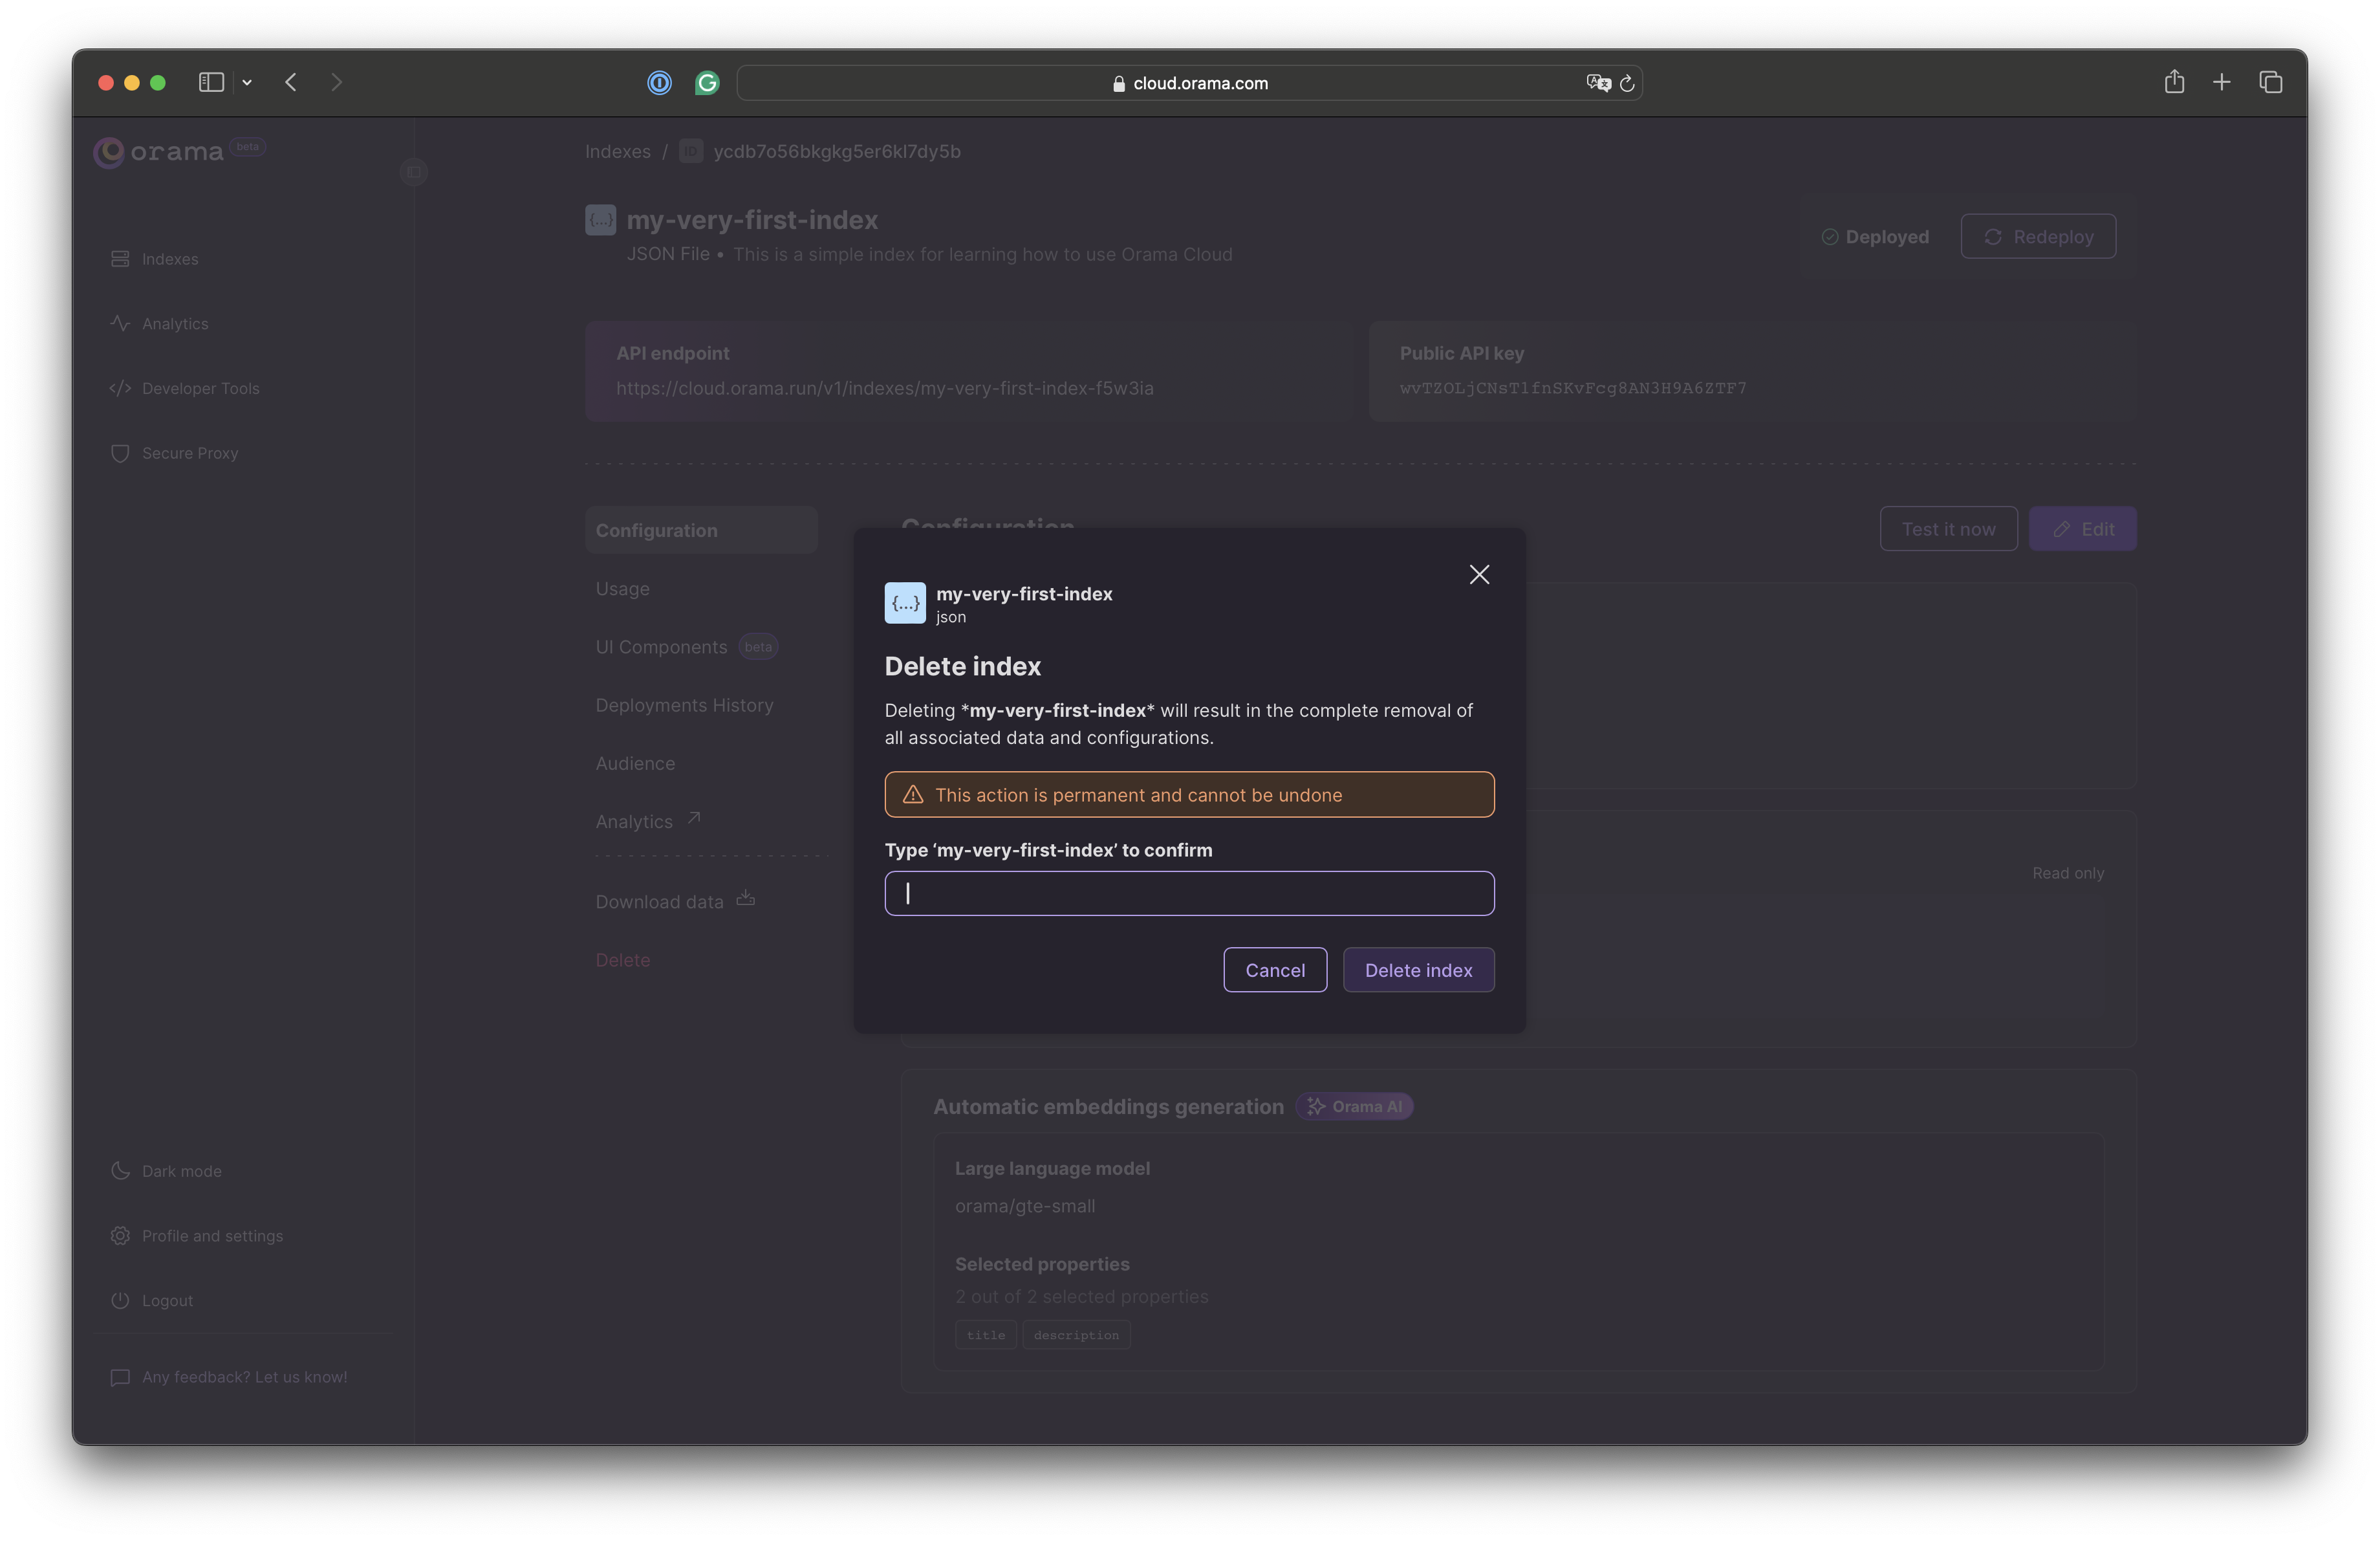 cloud.orama.com
orama beta
Indexes / ID ycdb7o56bkgkg5er6kl7dy5b
{...} my-very-first-index
JSON File • This is a simple index for learning how to use Orama Cloud
Deployed
Redeploy
Indexes
Analytics
Developer Tools
Secure Proxy
API endpoint
https://cloud.orama.run/v1/indexes/my-very-first-index-f5w3ia
Public API key
wvTZOLjCNsTlfnSKvFcg8AN3H9A6ZTF7
Configuration
Usage
UI Components beta
Deployments History
Audience
Analytics
Download data
Delete
Configuration
Test it now
Edit
{...} my-very-first-index
json
Delete index
Deleting *my-very-first-index* will result in the complete removal of
all associated data and configurations.
This action is permanent and cannot be undone
Type ‘my-very-first-index’ to confirm
Cancel
Delete index
Read only
Automatic embeddings generation Orama AI
Large language model
orama/gte-small
Selected properties
2 out of 2 selected properties
title description
Dark mode
Profile and settings
Logout
Any feedback? Let us know!